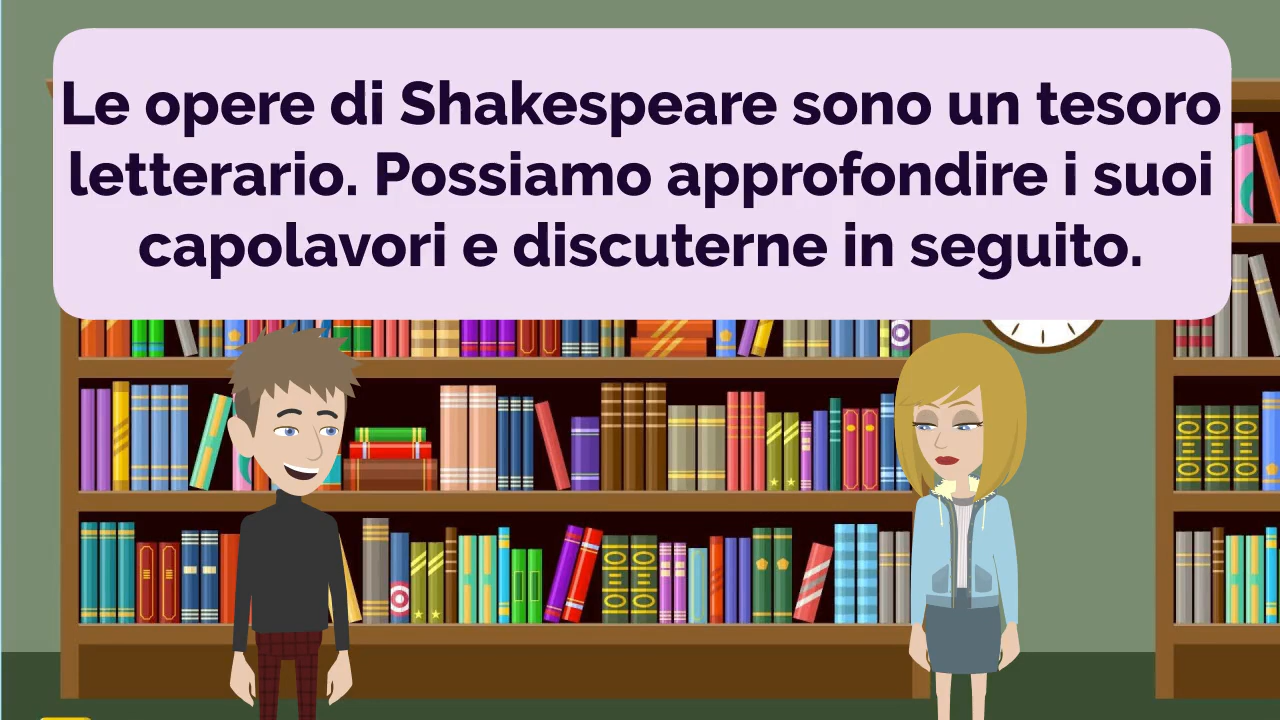 Le opere di Shakespeare sono un tesoro
letterario. Possiamo approfondire i suoi
capolavori e discuterne in seguito.